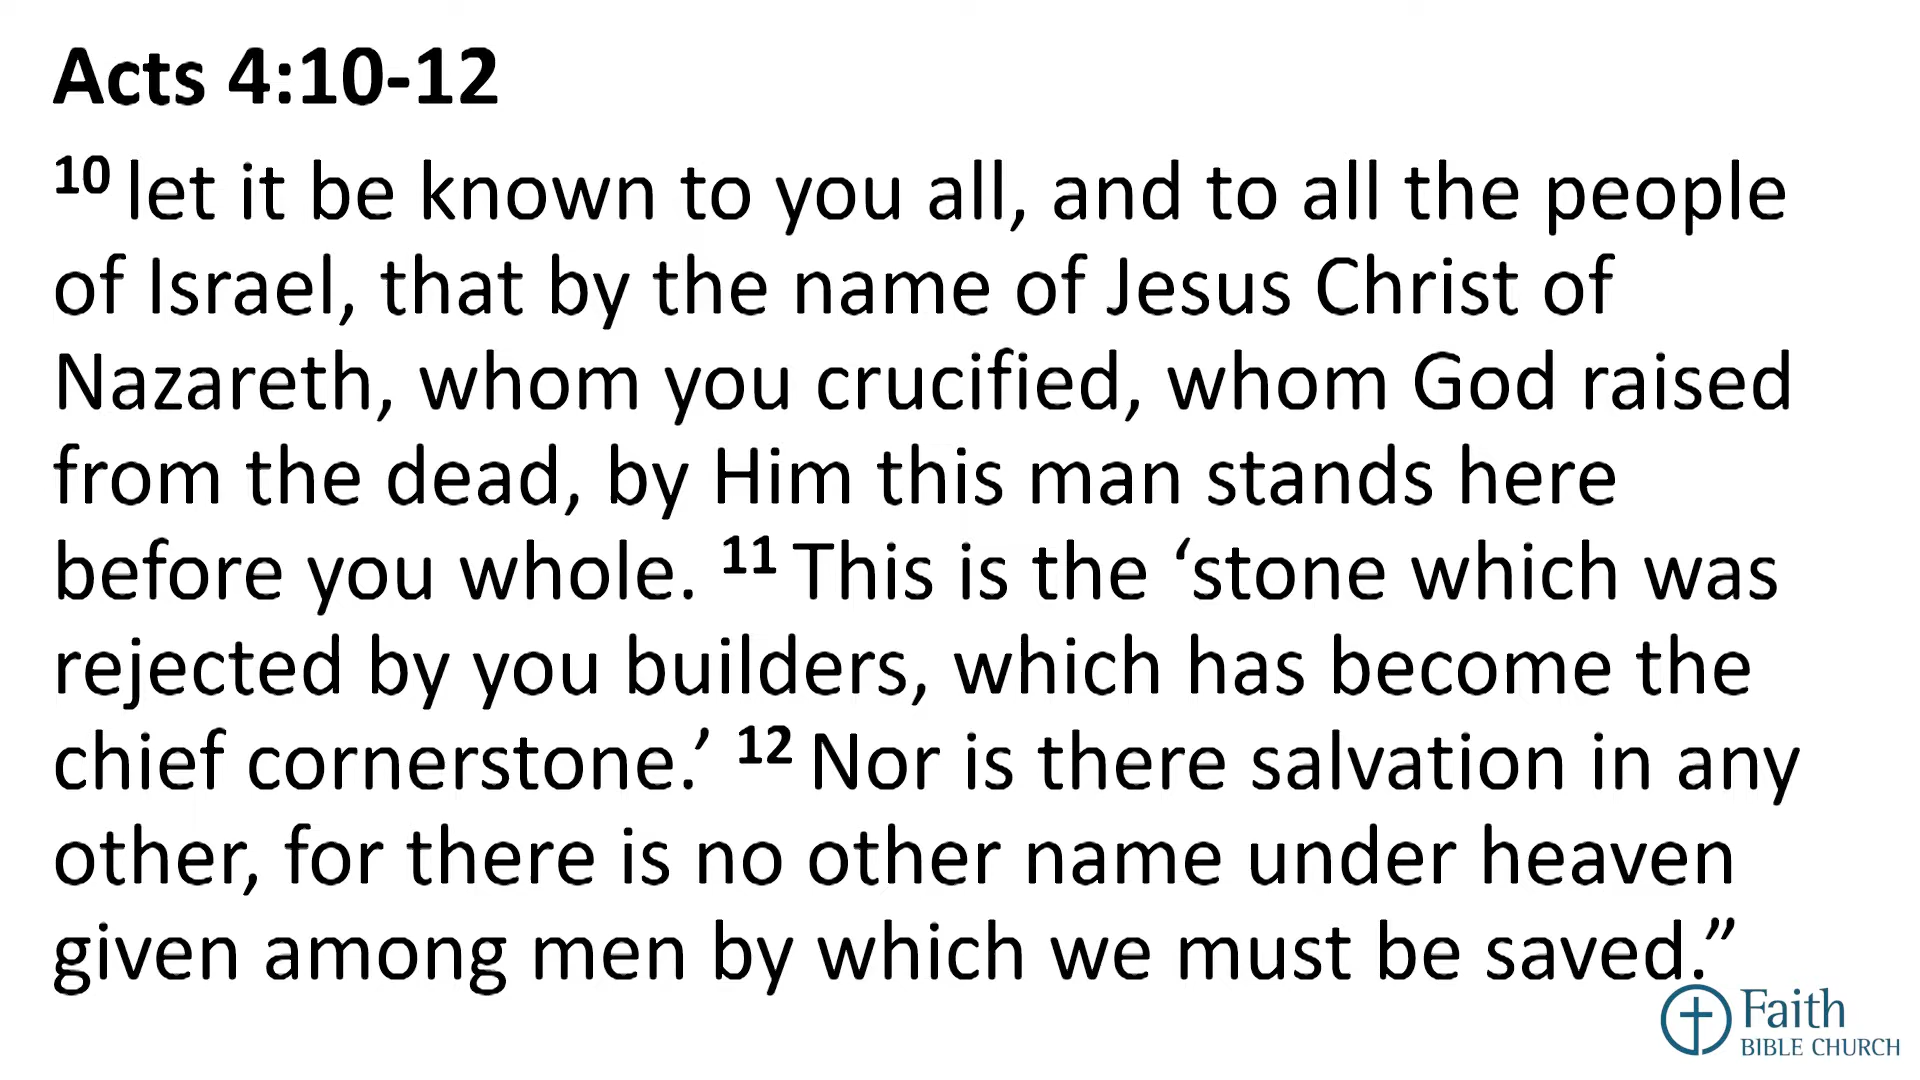 Acts 4:10-12
10 let it be known to you all, and to all the people
of Israel, that by the name of Jesus Christ of
Nazareth, whom you crucified, whom God raised
from the dead, by Him this man stands here
before you whole. 11 This is the ‘stone which was
rejected by you builders, which has become the
chief cornerstone.’ 12 Nor is there salvation in any
other, for there is no other name under heaven
given among men by which we must be saved.”
Faith
BIBLE CHURCH